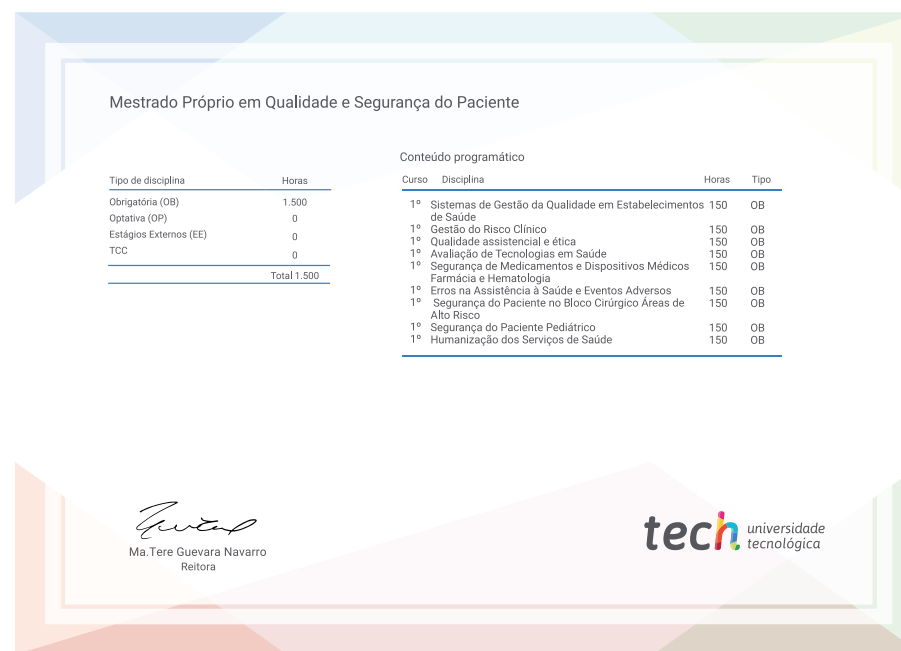 Mestrado Próprio em Qualidade e Segurança do Paciente
Tipo de disciplina Horas
Obrigatória (OB) 1.500
Optativa (OP) 0
Estágios Externos (EE) 0
TCC 0
Total 1.500
Conteúdo programático
Curso Disciplina Horas Tipo
1º Sistemas de Gestão da Qualidade em Estabelecimentos 150 OB
de Saúde
1º Gestão do Risco Clínico 150 OB
1º Qualidade assistencial e ética 150 OB
1º Avaliação de Tecnologias em Saúde 150 OB
1º Segurança de Medicamentos e Dispositivos Médicos 150 OB
Farmácia e Hematologia
1º Erros na Assistência à Saúde e Eventos Adversos 150 OB
1º Segurança do Paciente no Bloco Cirúrgico Áreas de 150 OB
Alto Risco
1º Segurança do Paciente Pediátrico 150 OB
1º Humanização dos Serviços de Saúde 150 OB
Ma.Tere Guevara Navarro
Reitora
tech universidade
tecnológica